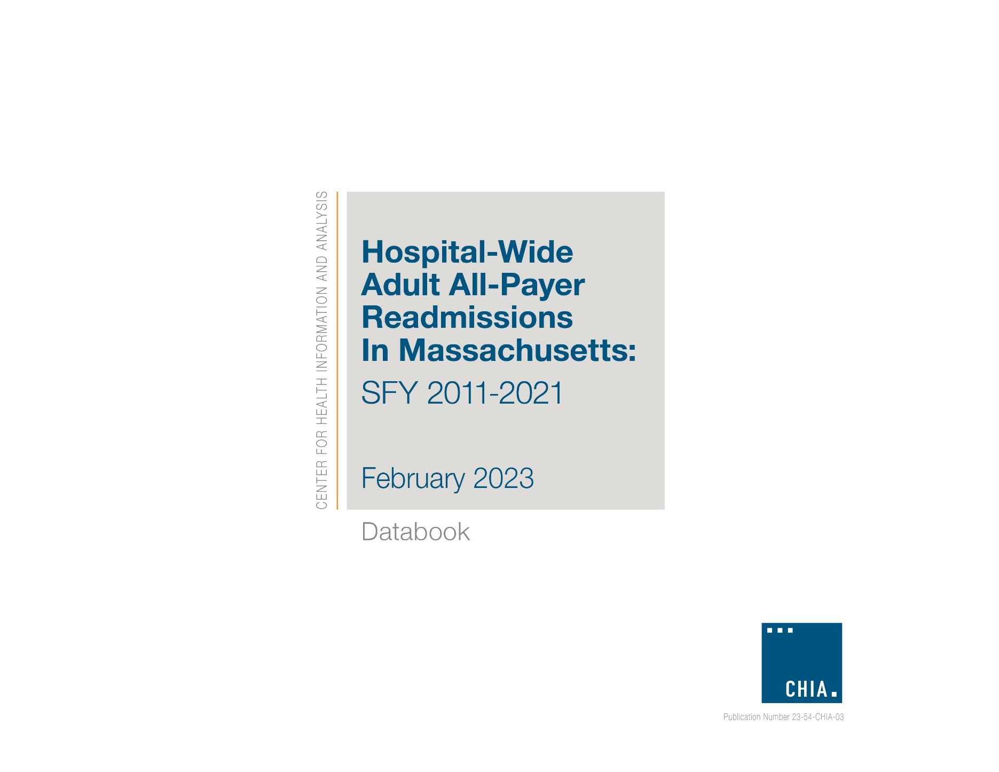 CENTER FOR HEALTH INFORMATION AND ANALYSIS
Hospital-Wide
Adult All-Payer
Readmissions
In Massachusetts:
SFY 2011-2021
February 2023
Databook
CHIA.
Publication Number 23-54-CHIA-03